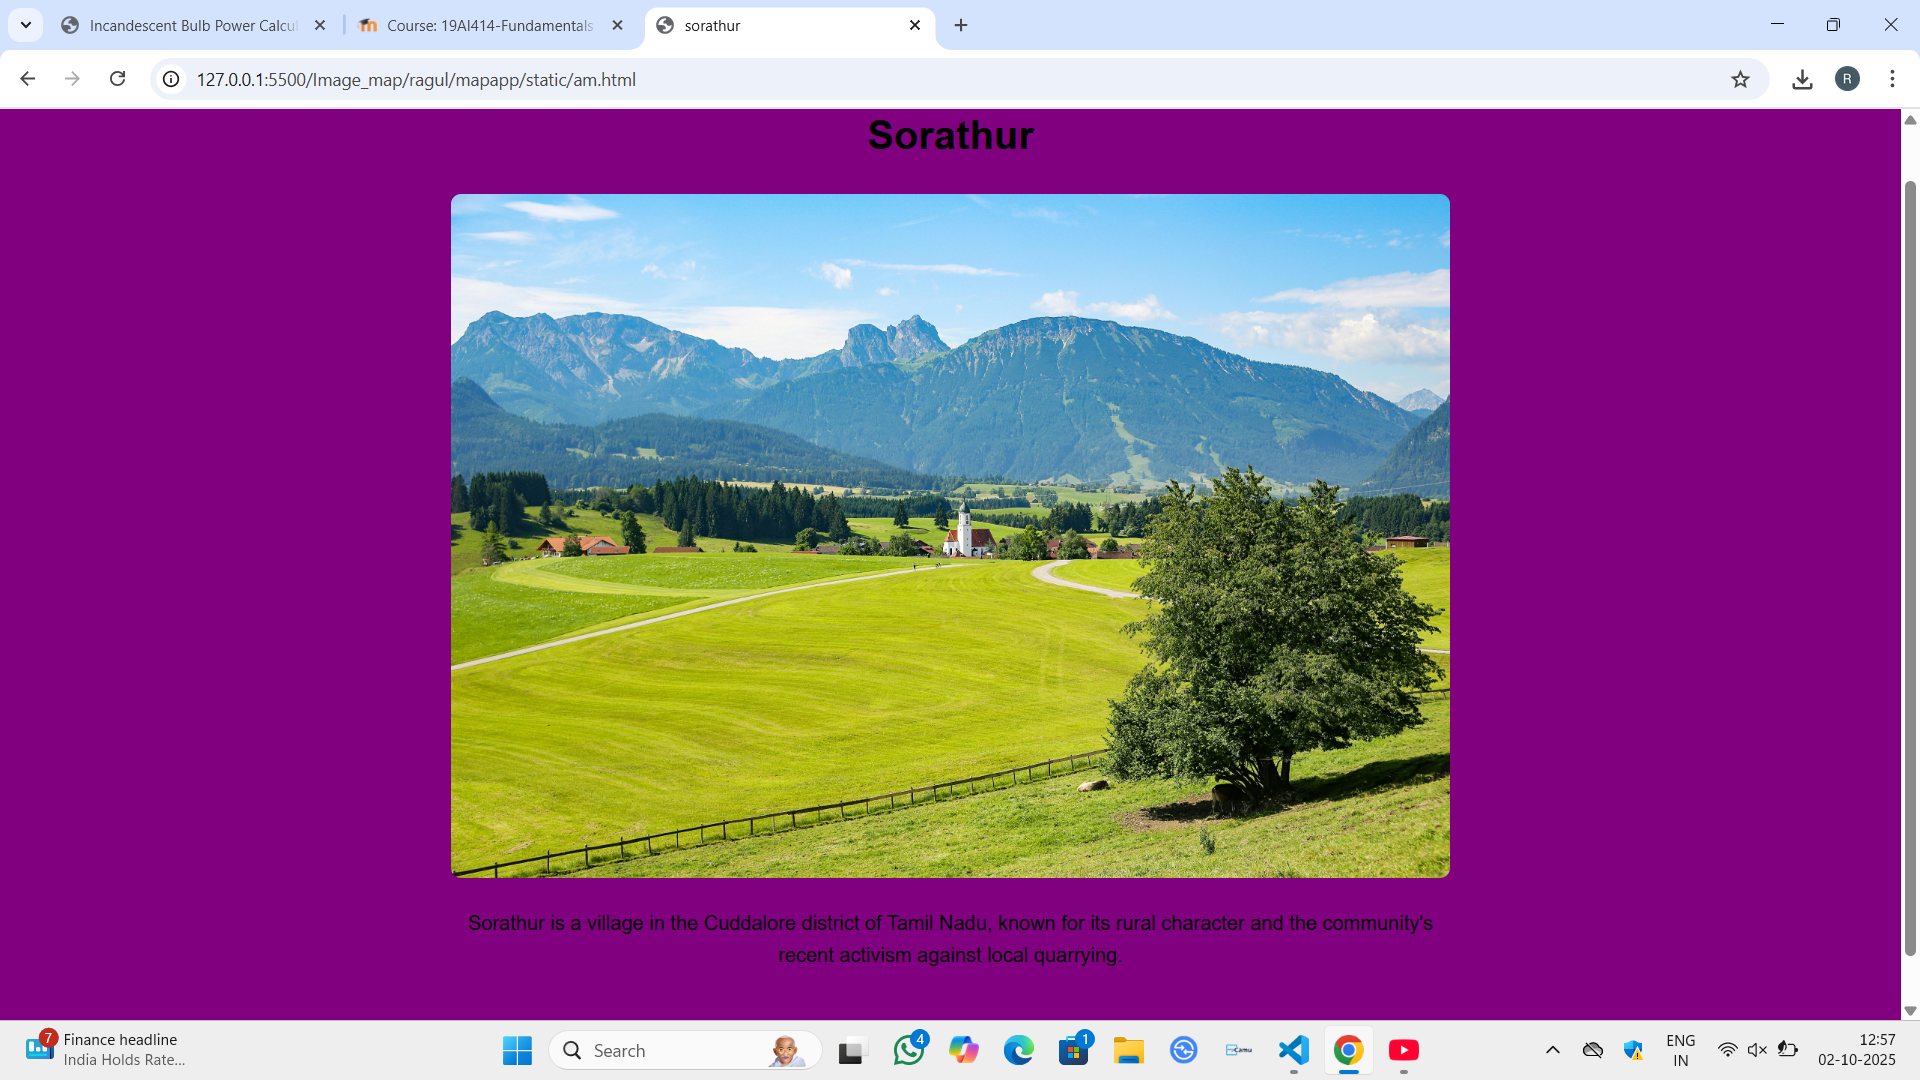 Incandescent Bulb Power Calcu
Course: 19AI414-Fundamentals
sorathur
127.0.0.1:5500/Image_map/ragul/mapapp/static/am.html
R
Sorathur
Sorathur is a village in the Cuddalore district of Tamil Nadu, known for its rural character and the community's
recent activism against local quarrying.
7
Finance headline
India Holds Rate...
Search
4
1
Camu
ENG
IN
12:57
02-10-2025